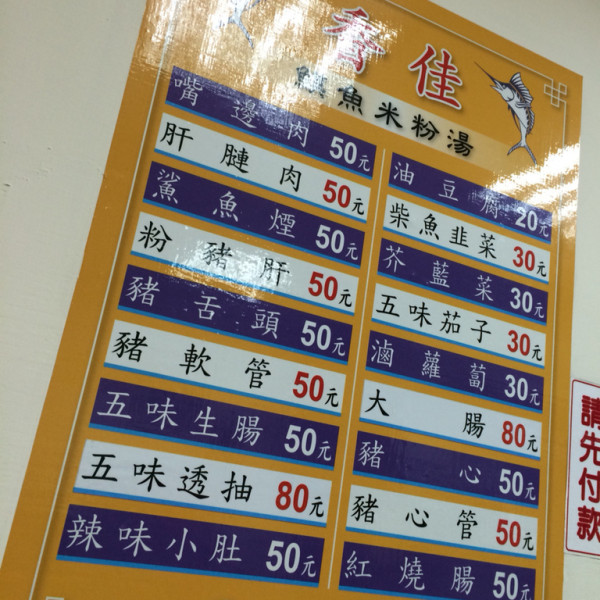 喬佳
旗魚米粉湯
嘴邊肉 50元
肝腱肉 50元
鯊魚煙 50元
粉豬肝 50元
豬舌頭 50元
豬軟管 50元
五味生腸 50元
五味透抽 80元
辣味小肚 50元
油豆腐 20元
柴魚韭菜 30元
芥藍菜 30元
五味茄子 30元
滷蘿蔔 30元
大腸 80元
豬心 50元
豬心管 50元
紅燒腸 50元
請先付款